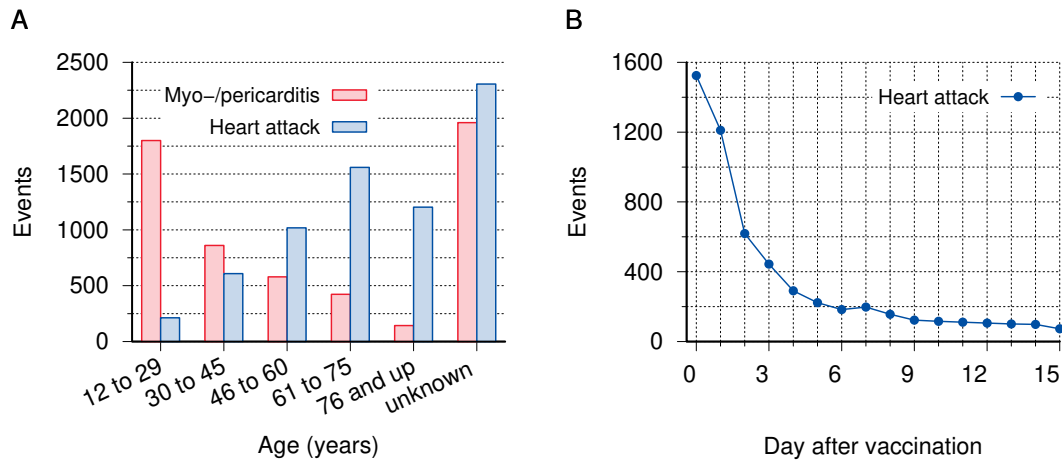 A
Events
2500
2000
1500
1000
500
0
Myo-/pericarditis
Heart attack
12 to 29
30 to 45
46 to 60
61 to 75
76 and up
unknown
Age (years)
B
Events
1600
1200
800
400
0
Heart attack
0 3 6 9 12 15
Day after vaccination